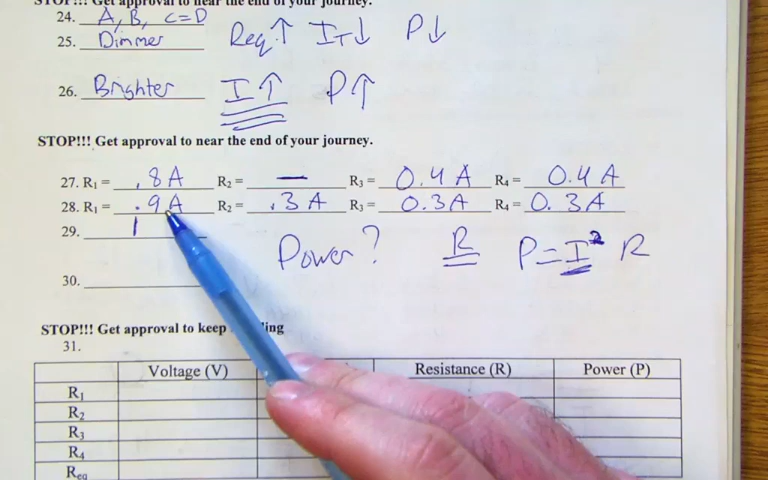 STOP!!! Get approval to near the end of your journey.
24. A, B, C=D
25. Dimmer Req ↑ IT ↓ P ↓
26. Brighter I ↑ P ↑
STOP!!! Get approval to near the end of your journey.
27. R1 = .8A R2 = — R3 = 0.4 A R4 = 0.4 A
28. R1 = .9A R2 = .3 A R3 = 0.3A R4 = 0.3A
29. 1
Power? R P=I² R
30.
STOP!!! Get approval to keep
31.
Voltage (V) Resistance (R) Power (P)
R1
R2
R3
R4
Req